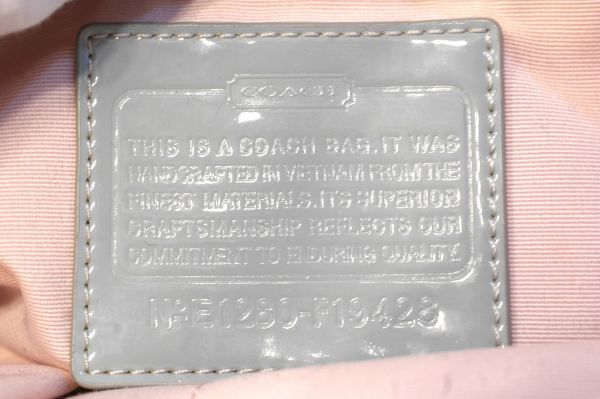 COACH
THIS IS A COACH BAG. IT WAS
HANDCRAFTED IN VIETNAM FROM THE
FINEST MATERIALS. ITS SUPERIOR
CRAFTSMANSHIP REFLECTS OUR
COMMITMENT TO ENDURING QUALITY.
Nº E1280-F19428